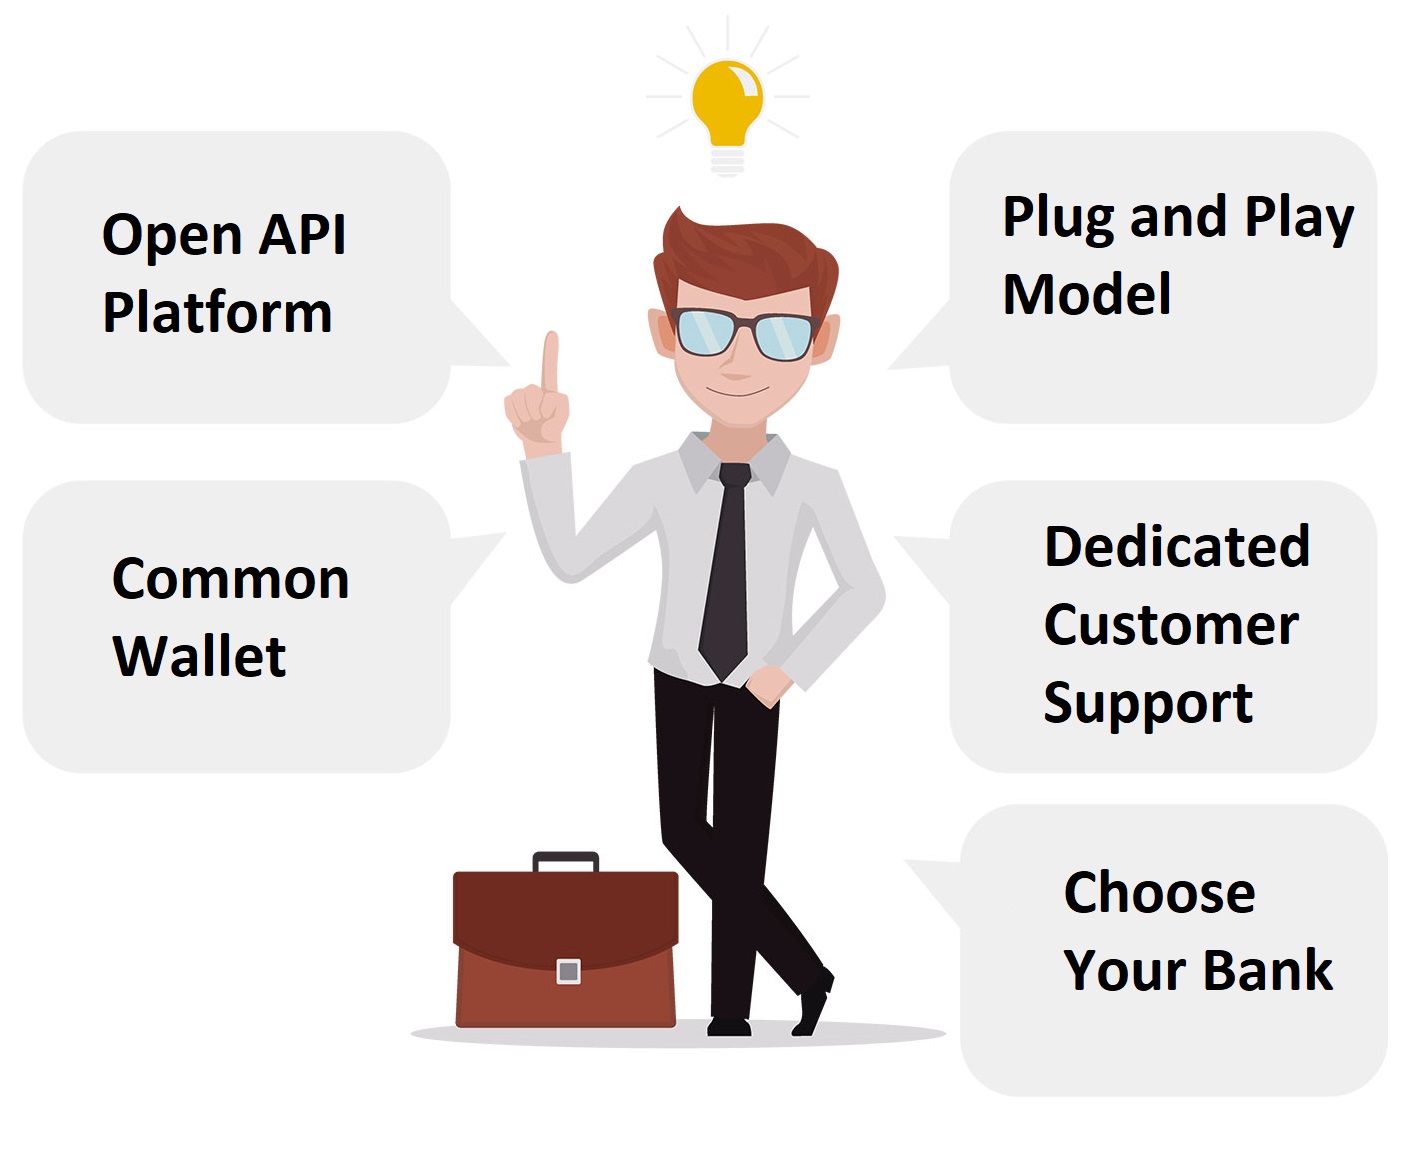 Open API
Platform
Plug and Play
Model
Common
Wallet
Dedicated
Customer
Support
Choose
Your Bank